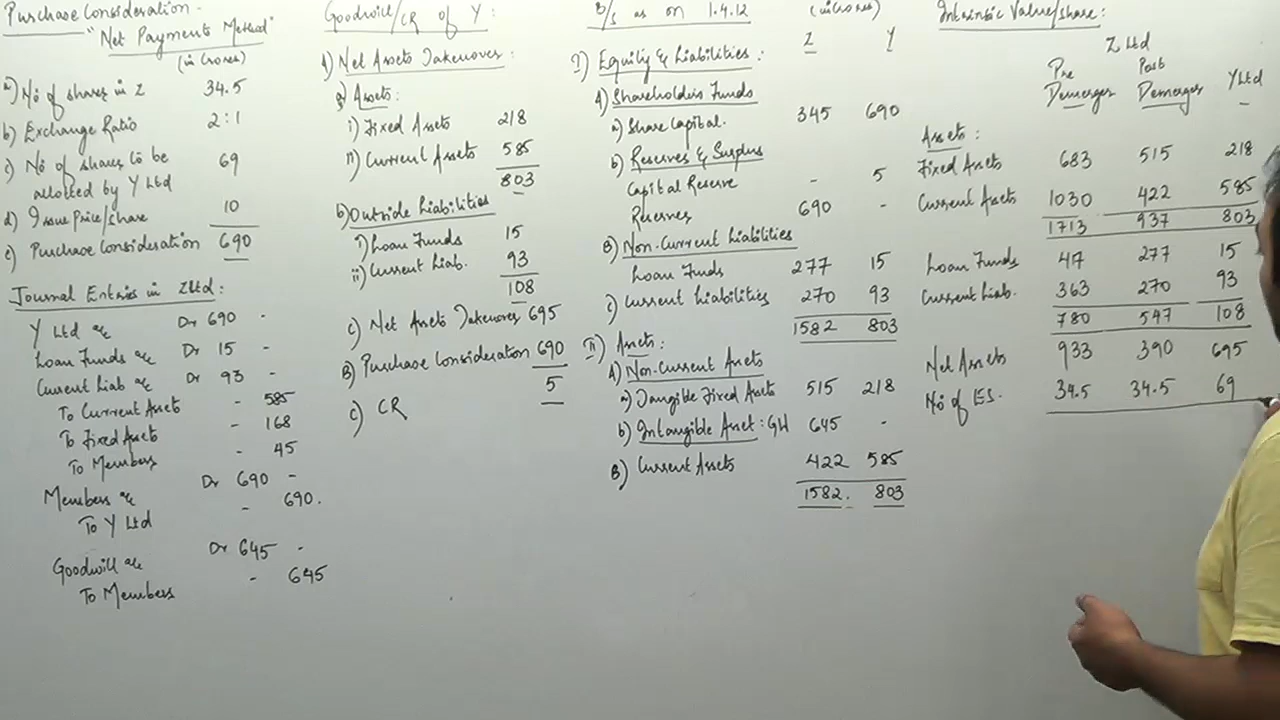 Purchase Consideration -
"Net Payments Method"
(in Crores)
a) No of shares in Z 34.5
b) Exchange Ratio 2:1
c) No of shares to be
allotted by Y Ltd 69
d) Issue Price/share 10
e) Purchase Consideration 690
Journal Entries in Z Ltd:
Y Ltd a/c Dr 690 -
Loan Funds a/c Dr 15 -
Current Liab a/c Dr 93 -
To Current Assets - 585
To Fixed Assets - 168
To Members - 45
Members a/c Dr 690 -
To Y Ltd - 690.
Goodwill a/c Dr 645 -
To Members - 645
Goodwill/CR of Y:
A) Net Assets Takenover:
a) Assets:
i) Fixed Assets 218
ii) Current Assets 585
803
b) Outside Liabilities
i) Loan Funds 15
ii) Current Liab. 93
108
c) Net Assets Takenover 695
B) Purchase Consideration 690
C) CR 5
B/S as on 1.4.12 (in Crores)
Z Y
I) Equity & Liabilities:
A) Shareholders Funds
a) Share Capital. 345 690
b) Reserves & Surplus
Capital Reserve - 5
Reserves 690 -
B) Non-Current Liabilities
Loan Funds 277 15
C) Current Liabilities 270 93
1582 803
II) Assets:
A) Non-Current Assets
a) Tangible Fixed Assets 515 218
b) Intangible Asset: GW 645 -
B) Current Assets 422 585
1582. 803
Intrinsic Value/share:
Z Ltd
Pre Demerger Post Demerger Y Ltd
Assets:
Fixed Assets 683 515 218
Current Assets 1030 422 585
1713 937 803
Loan Funds 417 277 15
Current Liab. 363 270 93
780 547 108
Net Assets 933 390 695
No of ES. 34.5 34.5 69